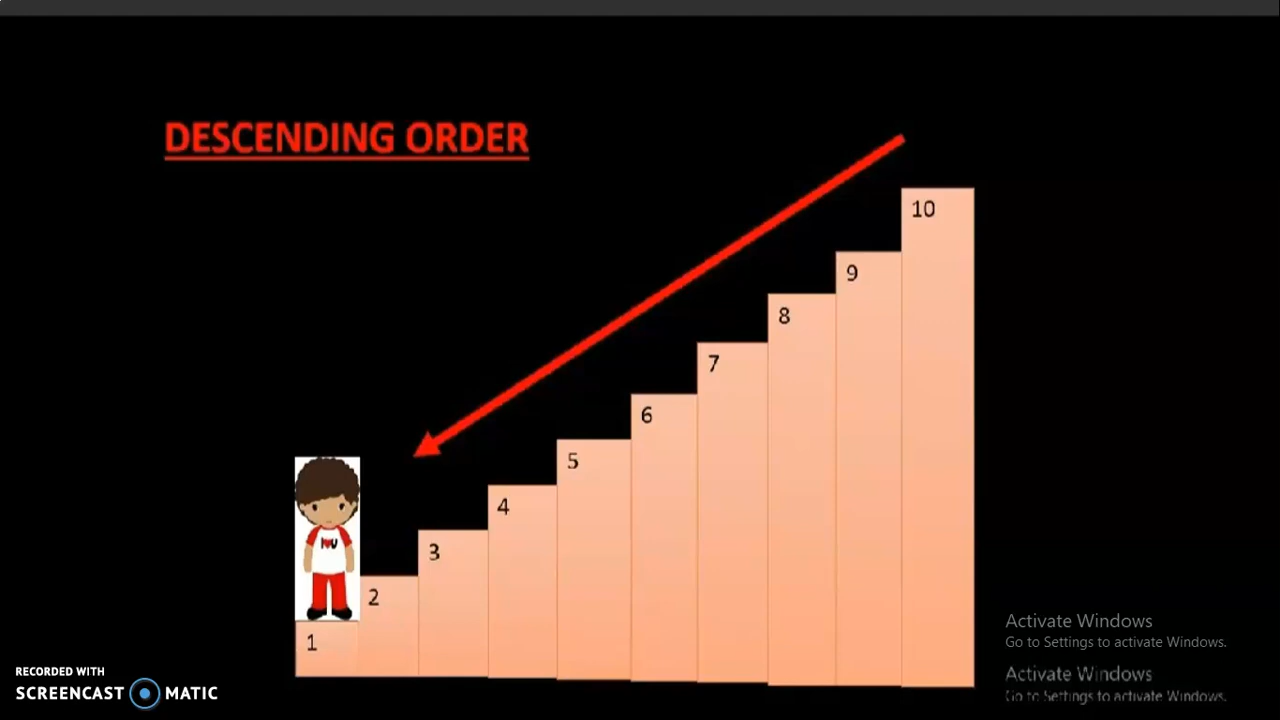 DESCENDING ORDER
10
9
8
7
6
5
4
3
2
1
I♥U
Activate Windows
Go to Settings to activate Windows.
Activate Windows
Go to Settings to activate Windows.
RECORDED WITH
SCREENCAST MATIC